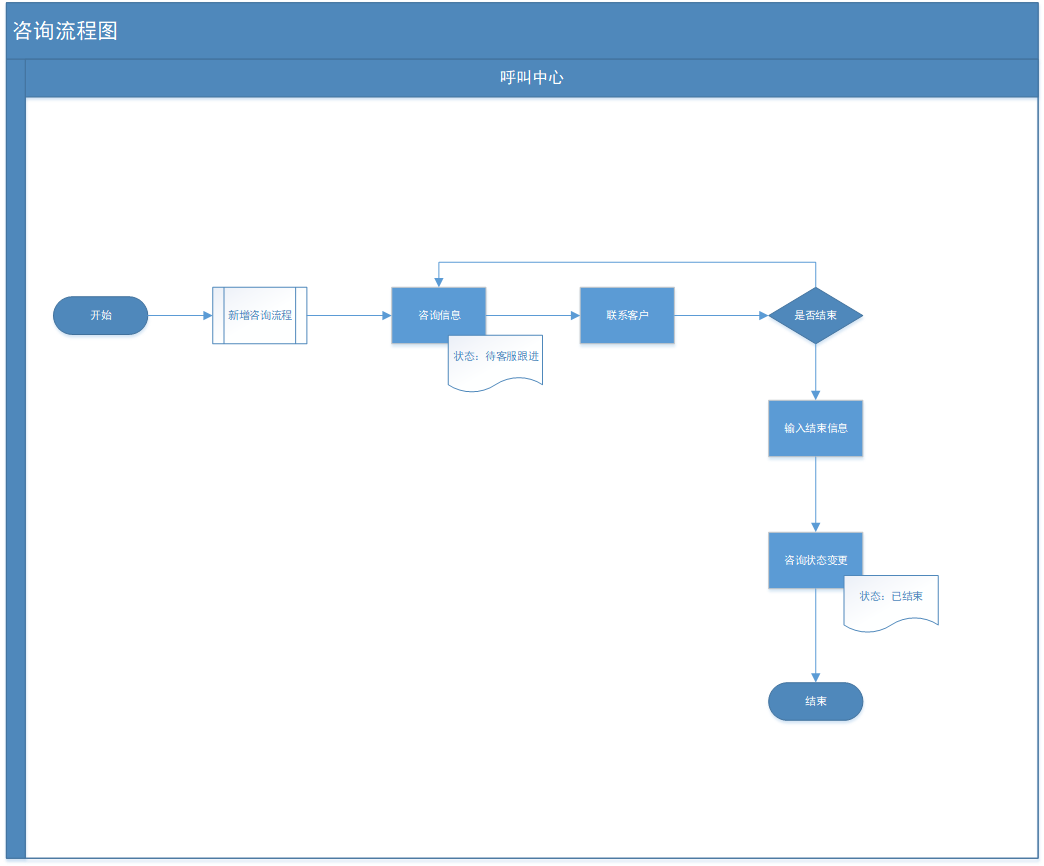 咨询流程图
呼叫中心
开始
新增咨询流程
咨询信息
联系客户
是否结束
状态：待客服跟进
输入结束信息
咨询状态变更
状态：已结束
结束